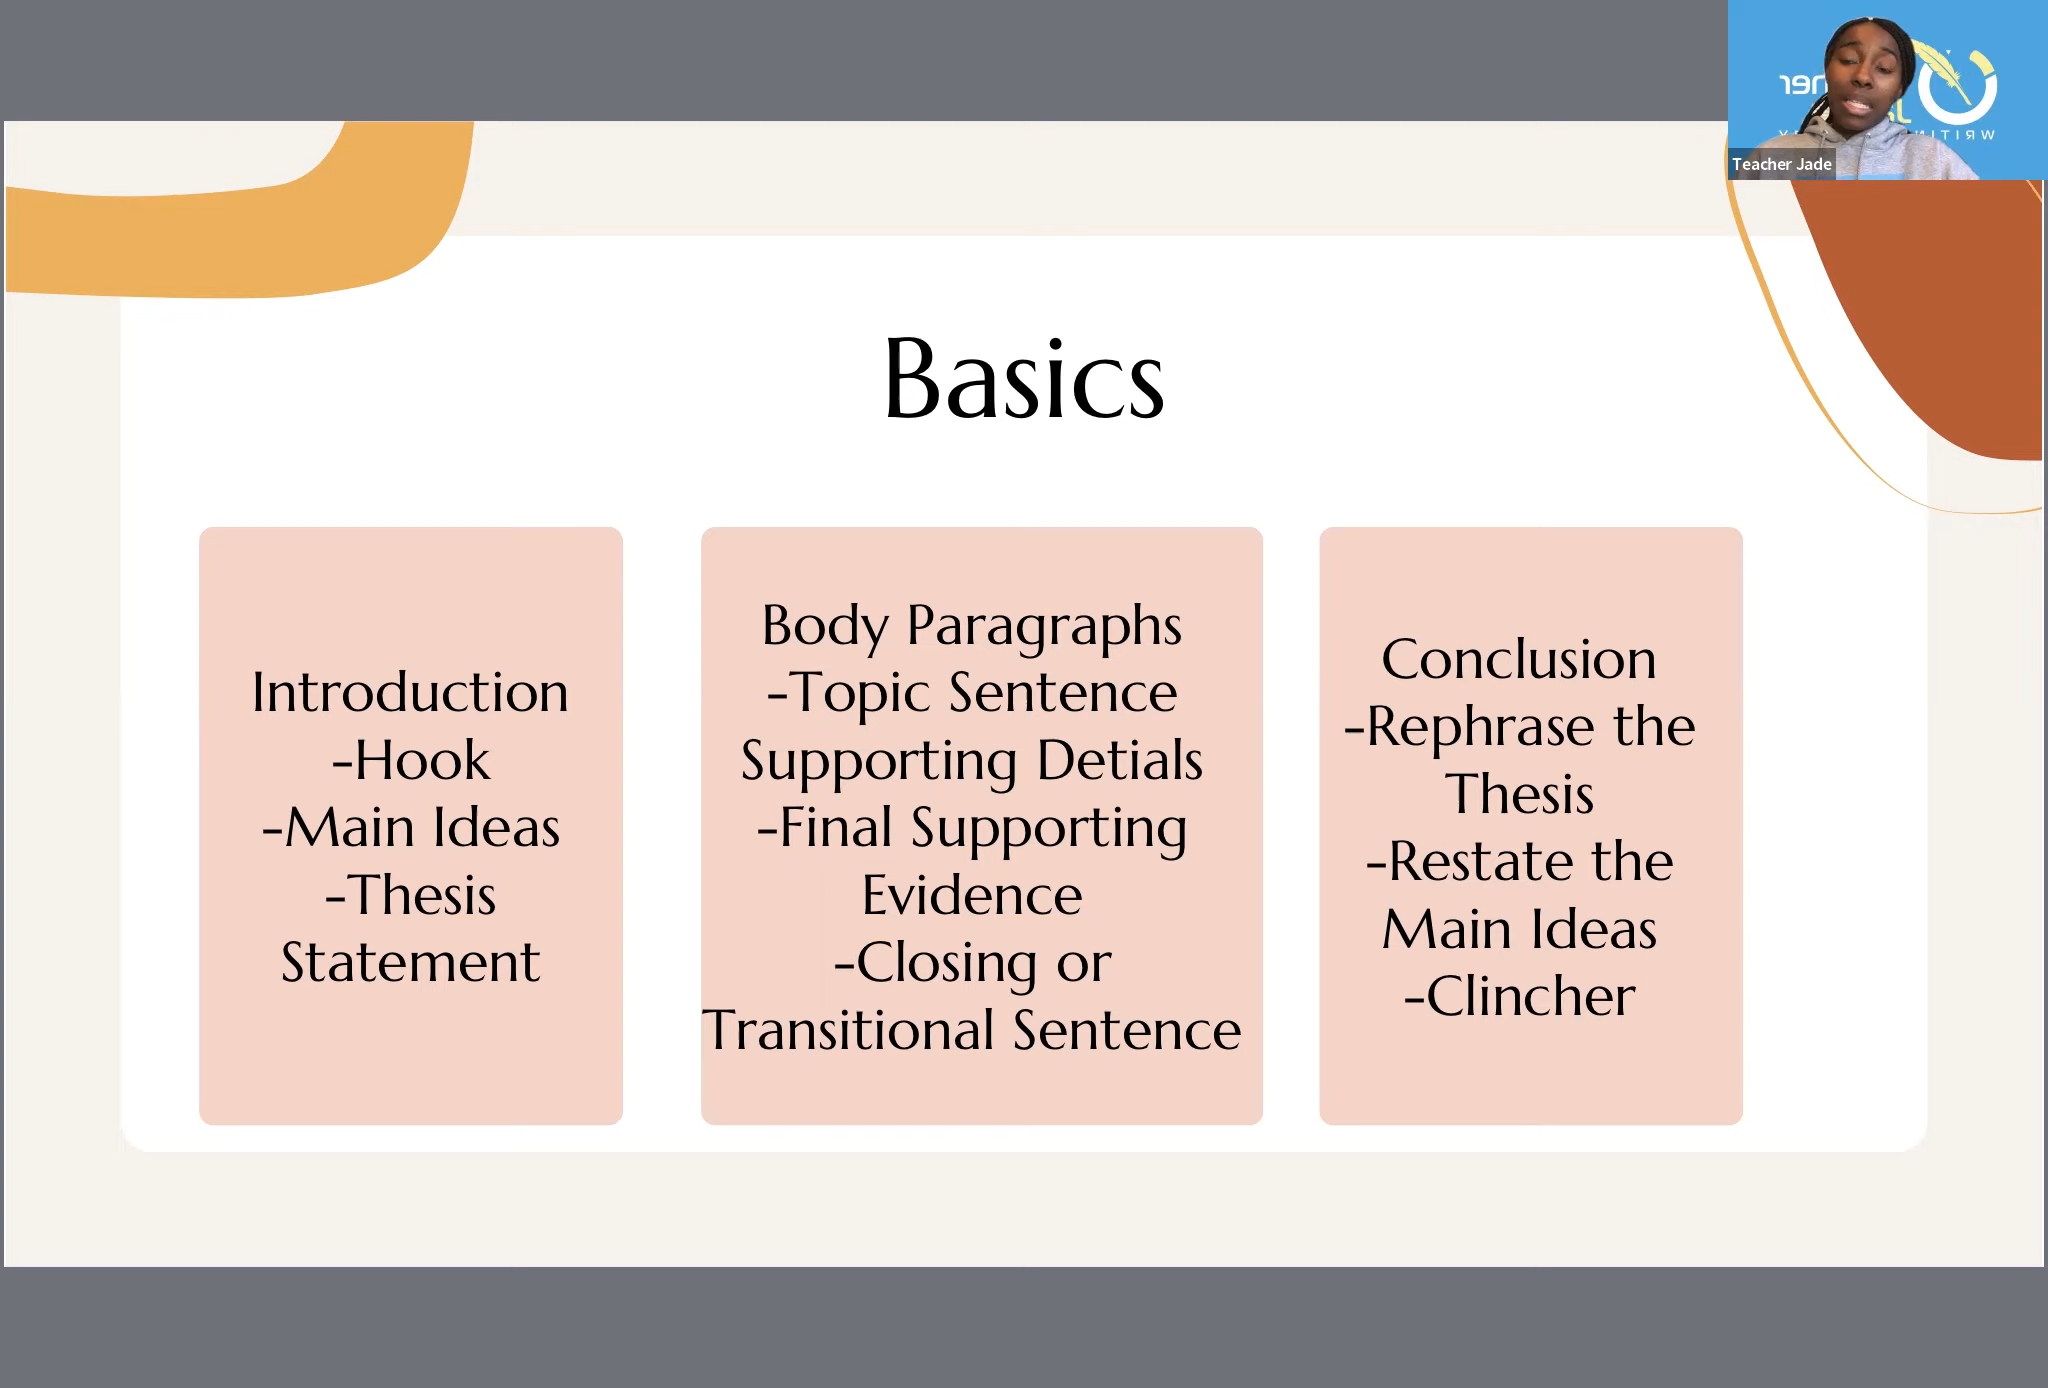 Teacher Jade
Basics
Introduction
-Hook
-Main Ideas
-Thesis
Statement
Body Paragraphs
-Topic Sentence
Supporting Detials
-Final Supporting
Evidence
-Closing or
Transitional Sentence
Conclusion
-Rephrase the
Thesis
-Restate the
Main Ideas
-Clincher